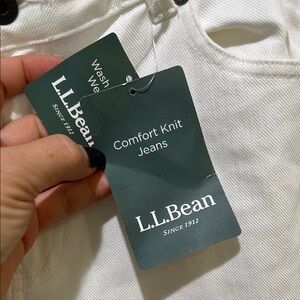 Comfort Knit
Jeans
L.L.Bean
SINCE 1912
Wash
We
L.L.Bean
SINCE 1912